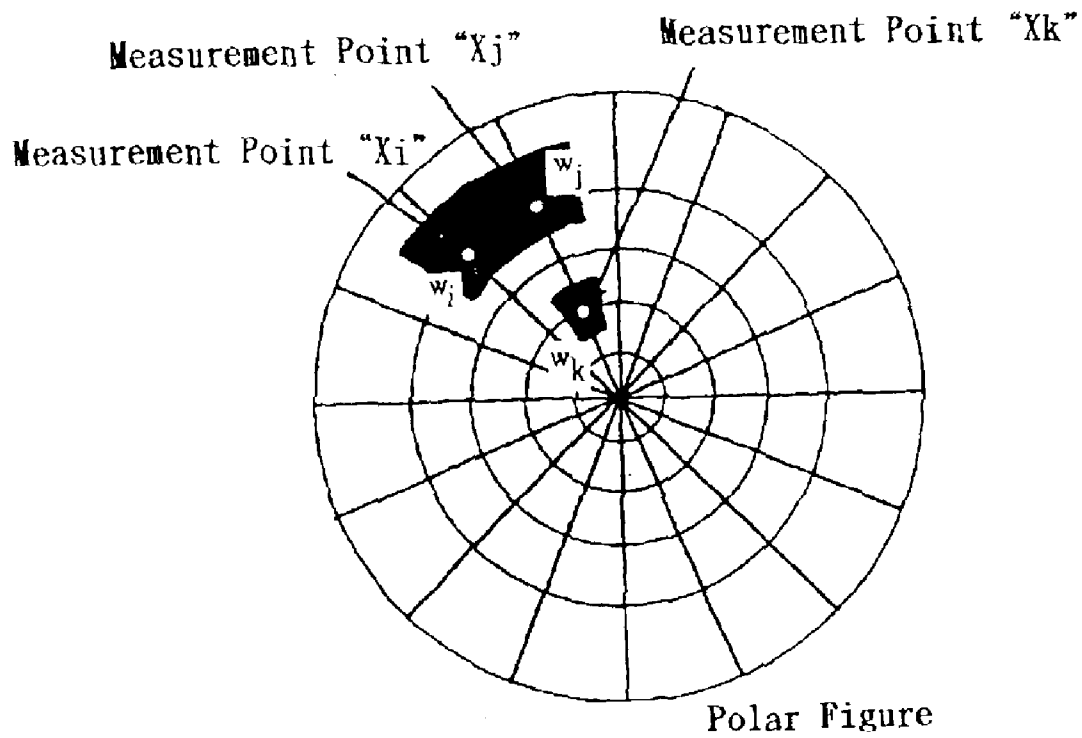 Measurement Point “Xj”
Measurement Point “Xk”
Measurement Point “Xi”
wj
wi
wk
Polar Figure